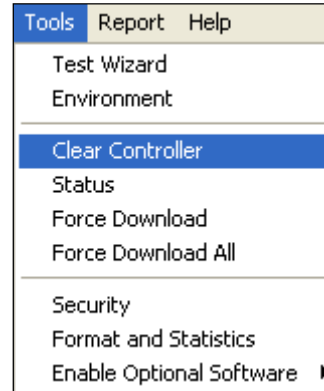 Tools Report Help
Test Wizard
Environment
Clear Controller
Status
Force Download
Force Download All
Security
Format and Statistics
Enable Optional Software